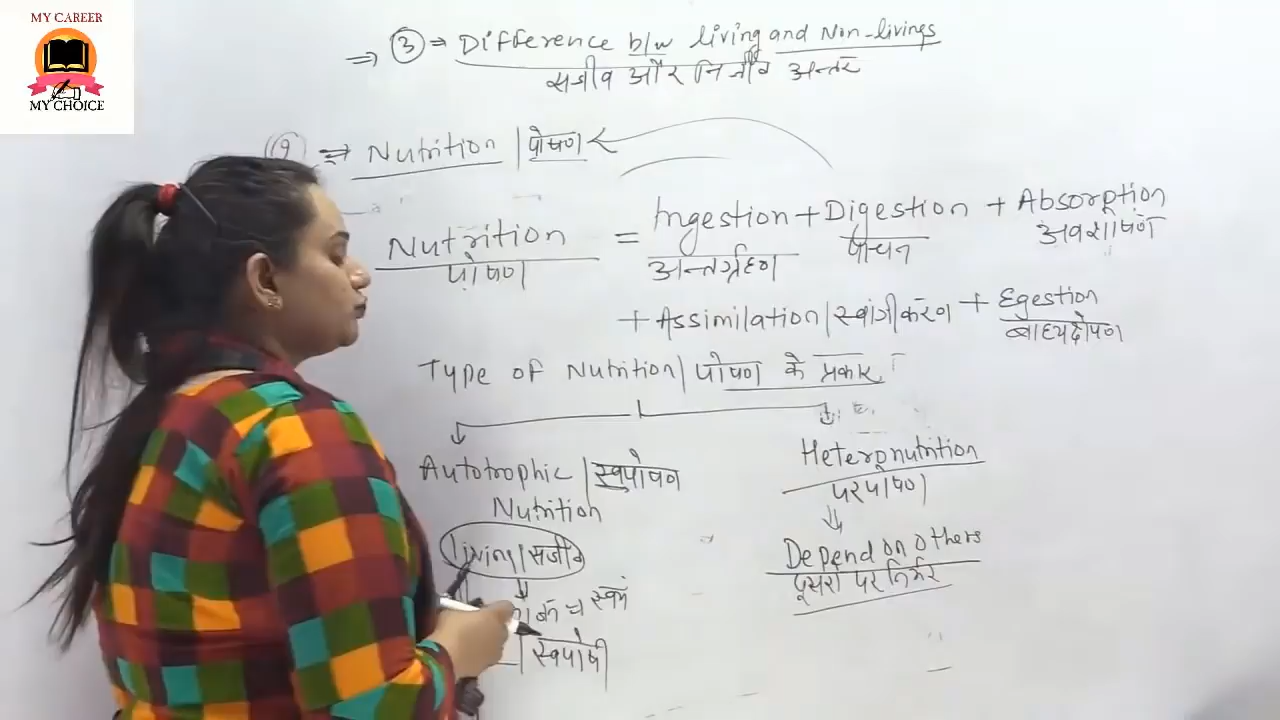 MY CAREER
MY CHOICE
⇒ ③ ⇒ Difference b/w living and Non-livings
सजीव और निर्जीव अन्तर
⇒ Nutrition | पोषण
Nutrition = Ingestion + Digestion + Absorption
पोषण अन्तर्ग्रहण पाचन अवशोषण
+ Assimilation | स्वांगीकरण + Egestion
बाह्यक्षेपण
Type of Nutrition | पोषण के प्रकार
Autotrophic | स्वपोषण
Nutrition
Heteronutrition
परपोषण
living | सजीव
Depend on others
दूसरो पर निर्भर
स्वयं
स्वपोषी